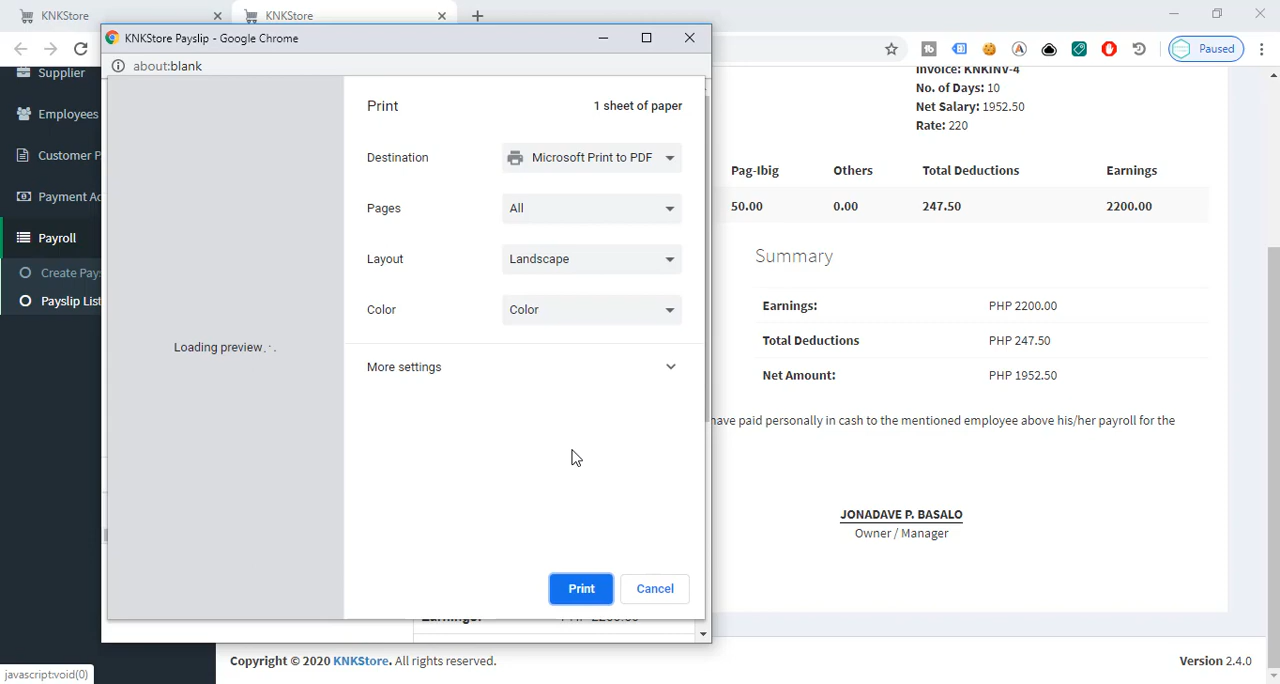 KNKStore
KNKStore
KNKStore Payslip - Google Chrome
about:blank
Paused
Supplier
Employees
Customer P
Payment Ac
Payroll
Create Pays
Payslip List
Print
1 sheet of paper
Destination
Microsoft Print to PDF
Pages
All
Layout
Landscape
Color
Color
More settings
Loading preview
Print
Cancel
Invoice: KNKINV-4
No. of Days: 10
Net Salary: 1952.50
Rate: 220
Pag-Ibig Others Total Deductions Earnings
50.00 0.00 247.50 2200.00
Summary
Earnings: PHP 2200.00
Total Deductions PHP 247.50
Net Amount: PHP 1952.50
have paid personally in cash to the mentioned employee above his/her payroll for the
JONADAVE P. BASALO
Owner / Manager
Earnings: PHP 2200.00
Copyright © 2020 KNKStore. All rights reserved.
Version 2.4.0
javascript:void(0)